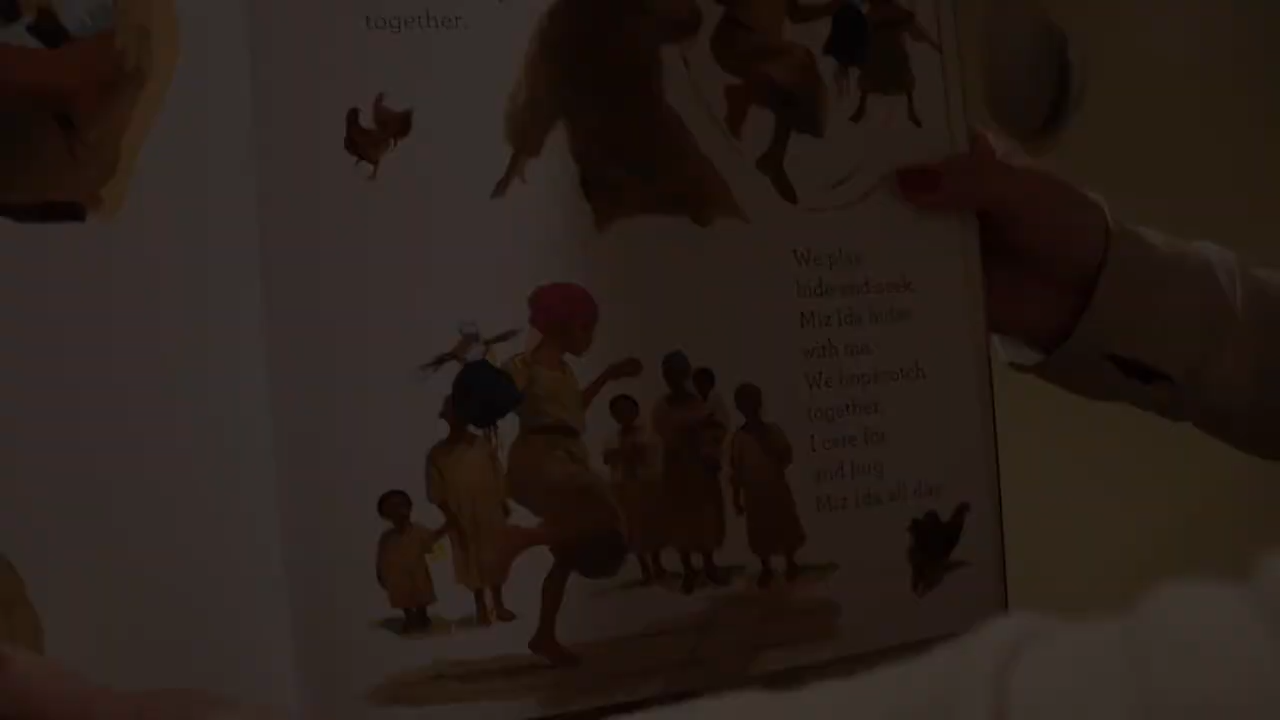 together.
We play
hide-and-seek.
Miz Ida hides
with me.
We hopscotch
together.
I care for
and hug
Miz Ida all day.